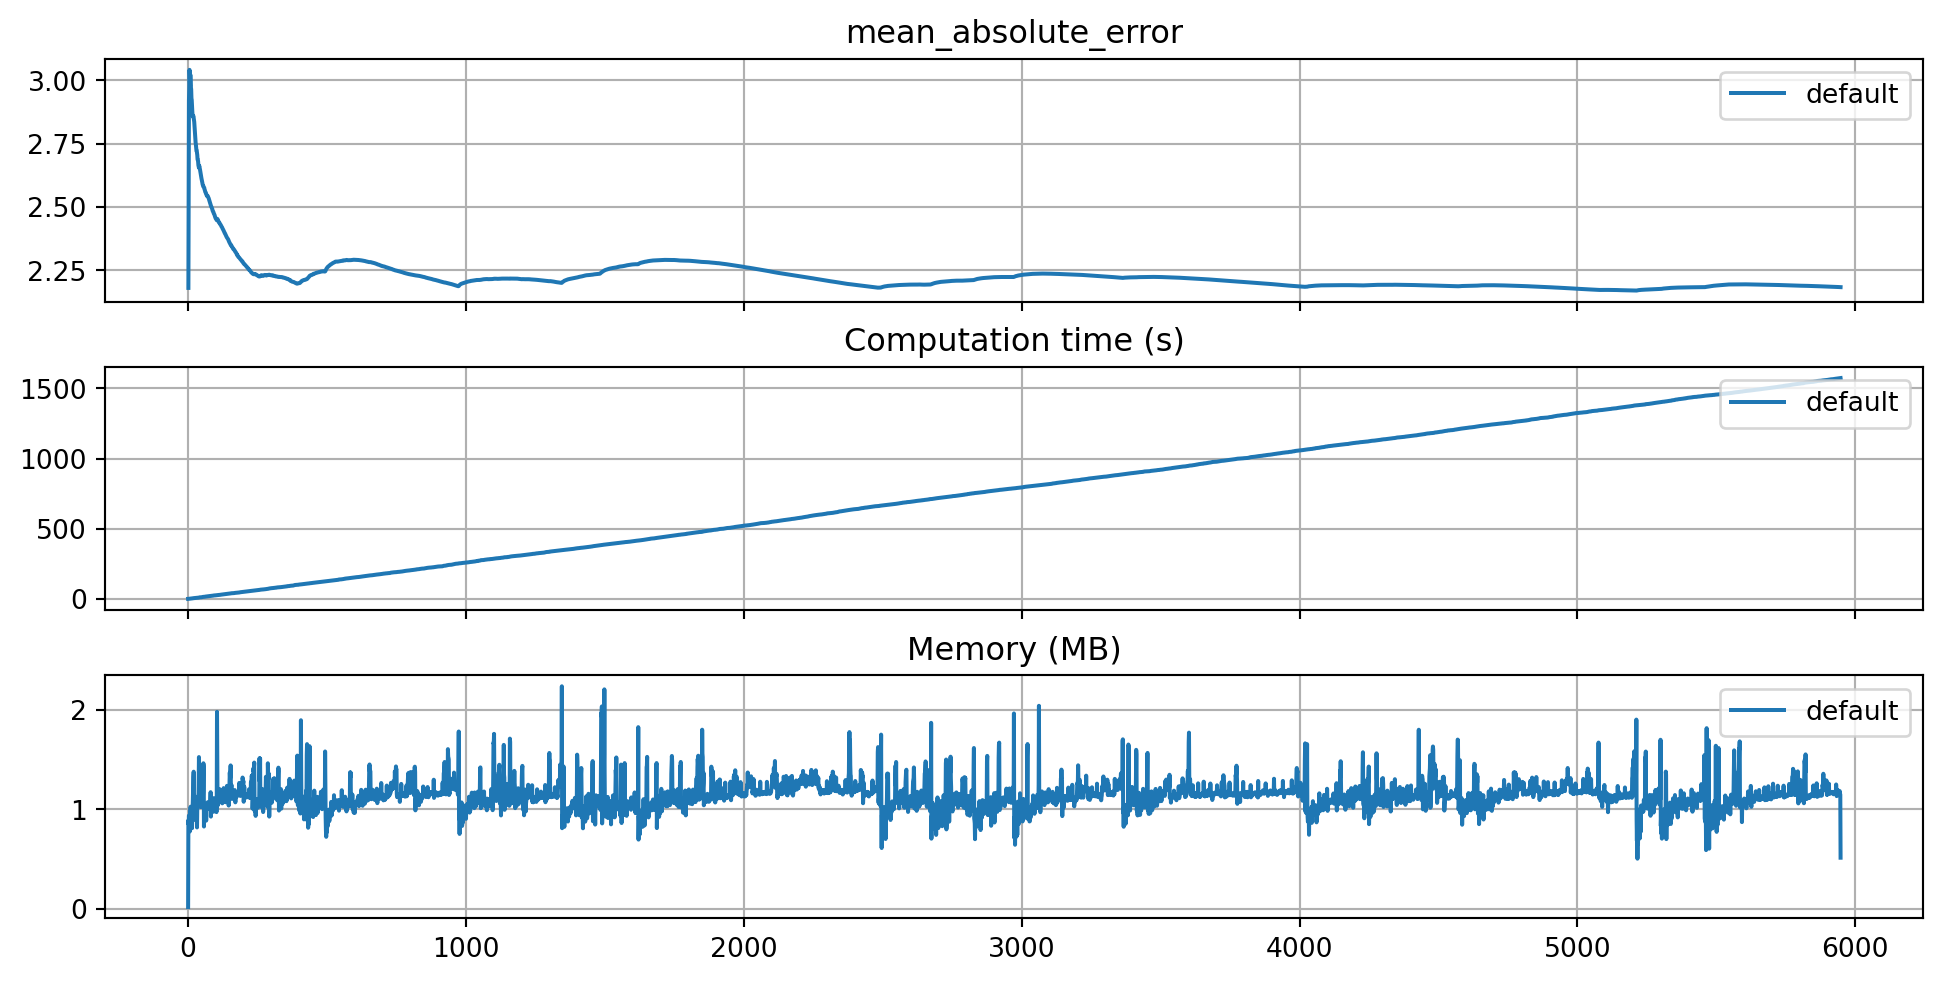 mean_absolute_error
3.00
2.75
2.50
2.25
default
Computation time (s)
1500
1000
500
0
default
Memory (MB)
2
1
0
default
0 1000 2000 3000 4000 5000 6000